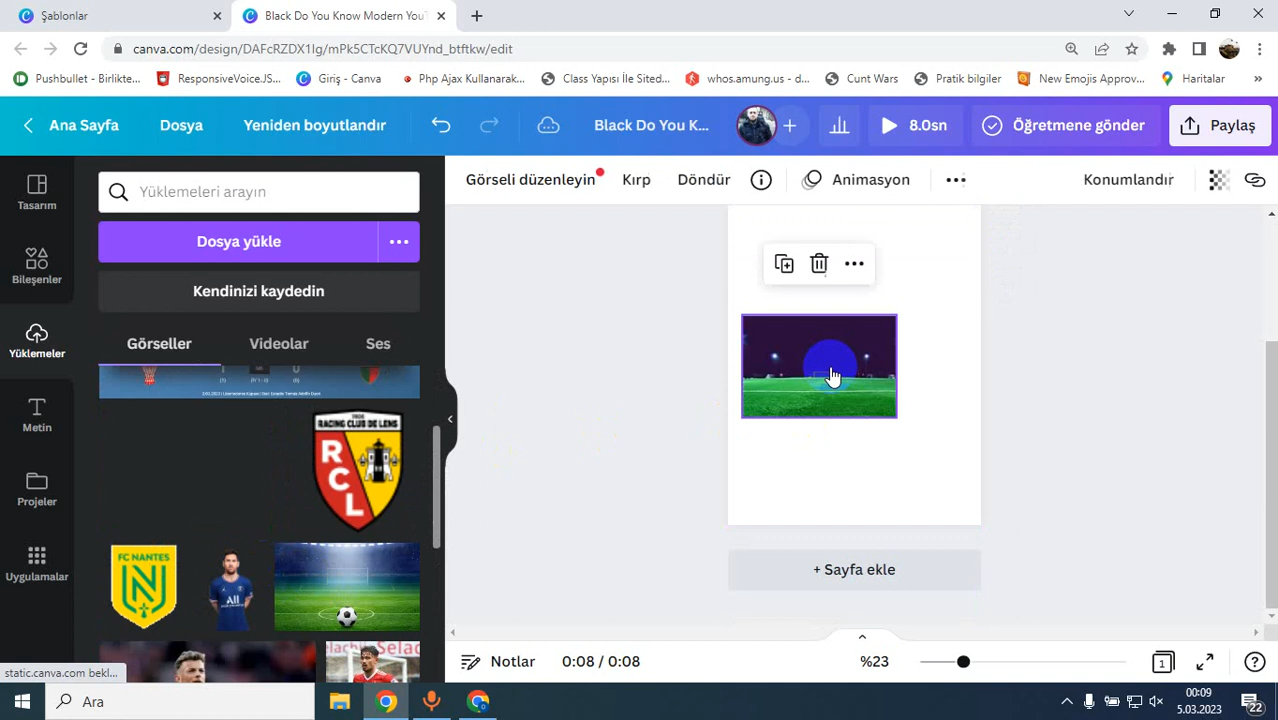 Şablonlar
Black Do You Know Modern YouT
canva.com/design/DAFcRZDX1Ig/mPk5CTcKQ7VUYnd_btftkw/edit
Pushbullet - Birlikte...
ResponsiveVoice.JS...
Giriş - Canva
Php Ajax Kullanarak...
Class Yapısı İle Sited...
whos.amung.us - d...
Cunt Wars
Pratik bilgiler
New Emojis Approv...
Haritalar
Ana Sayfa
Dosya
Yeniden boyutlandır
Black Do You K...
8.0sn
Öğretmene gönder
Paylaş
Tasarım
Bileşenler
Yüklemeler
Metin
Projeler
Uygulamalar
Yüklemeleri arayın
Dosya yükle
Kendinizi kaydedin
Görseller
Videolar
Ses
RACING CLUB DE LENS
RCL
FC NANTES
N
Görseli düzenleyin
Kırp
Döndür
Animasyon
Konumlandır
+ Sayfa ekle
static.canva.com bekl...
Notlar
0:08 / 0:08
%23
1
Ara
00:09
5.03.2023
22